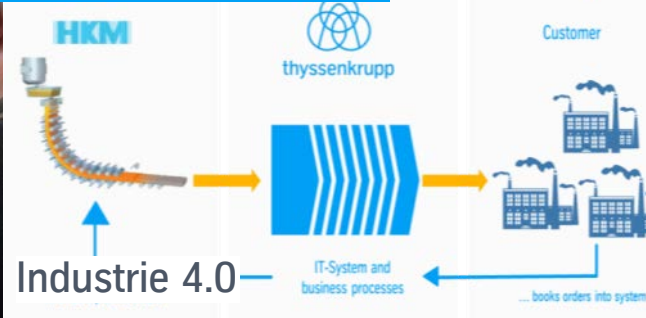 HKM
thyssenkrupp
Customer
IT-System and
business processes
... books orders into system
Industrie 4.0